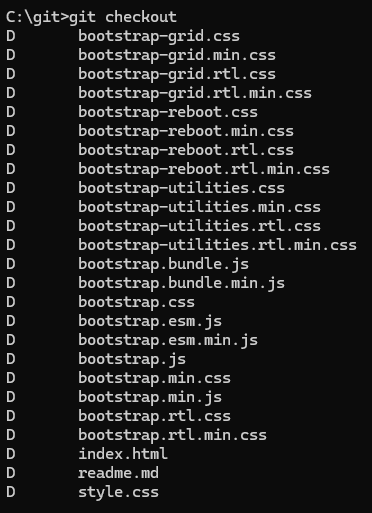 C:\git>git checkout
D       bootstrap-grid.css
D       bootstrap-grid.min.css
D       bootstrap-grid.rtl.css
D       bootstrap-grid.rtl.min.css
D       bootstrap-reboot.css
D       bootstrap-reboot.min.css
D       bootstrap-reboot.rtl.css
D       bootstrap-reboot.rtl.min.css
D       bootstrap-utilities.css
D       bootstrap-utilities.min.css
D       bootstrap-utilities.rtl.css
D       bootstrap-utilities.rtl.min.css
D       bootstrap.bundle.js
D       bootstrap.bundle.min.js
D       bootstrap.css
D       bootstrap.esm.js
D       bootstrap.esm.min.js
D       bootstrap.js
D       bootstrap.min.css
D       bootstrap.min.js
D       bootstrap.rtl.css
D       bootstrap.rtl.min.css
D       index.html
D       readme.md
D       style.css